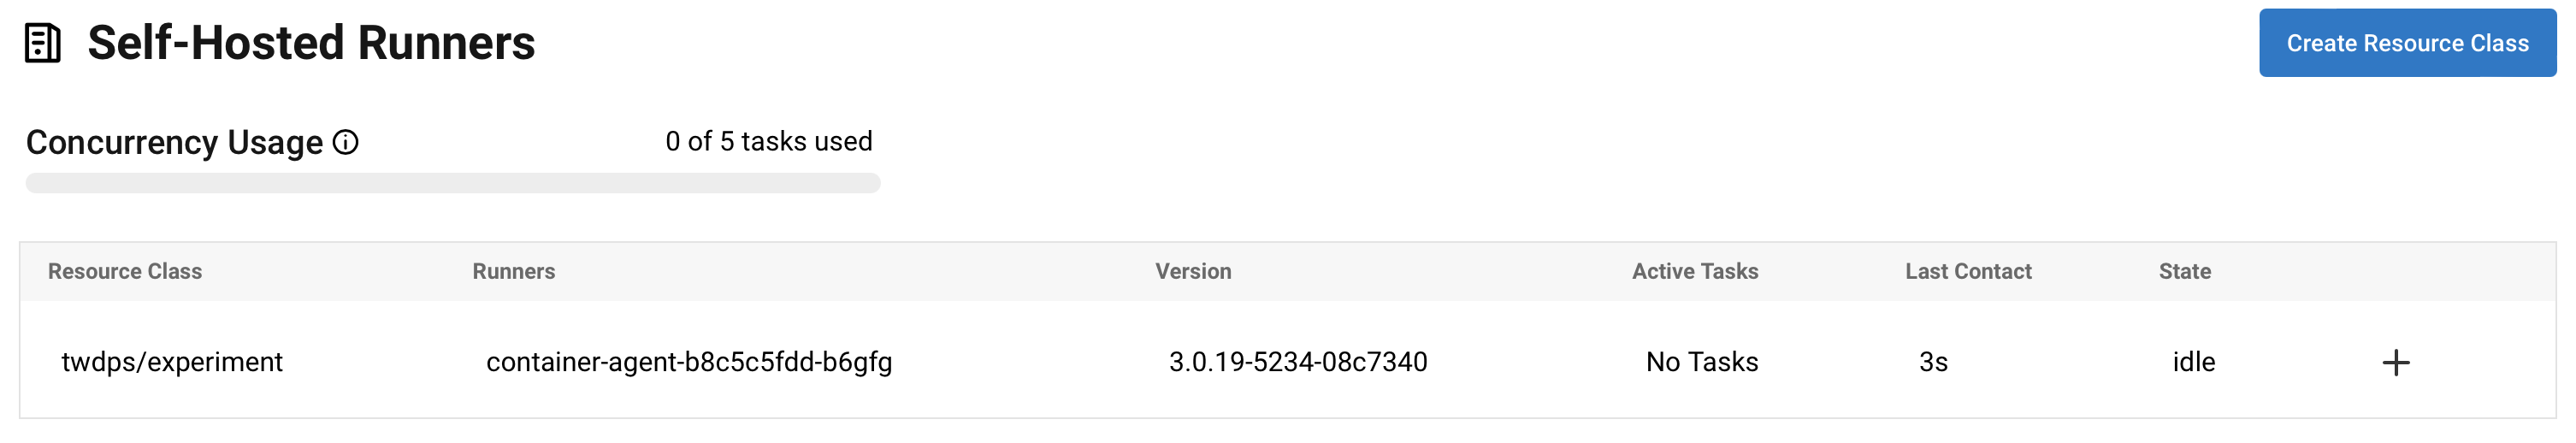 Self-Hosted Runners
Create Resource Class
Concurrency Usage
0 of 5 tasks used
Resource Class Runners Version Active Tasks Last Contact State
twdps/experiment container-agent-b8c5c5fdd-b6gfg 3.0.19-5234-08c7340 No Tasks 3s idle